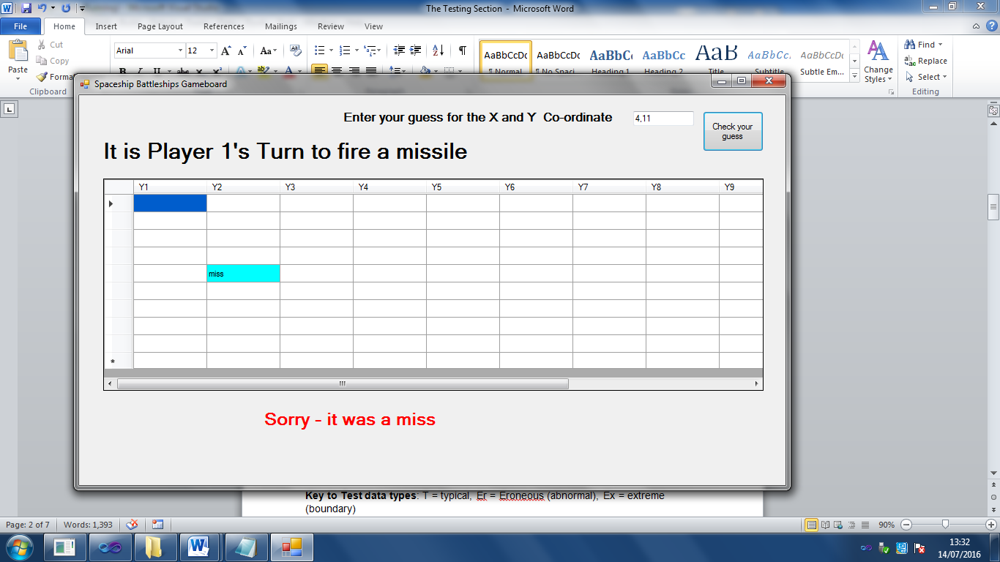 The Testing Section - Microsoft Word
File Home Insert Page Layout References Mailings Review View
Paste
Cut
Copy
Forma
Clipboard
Arial 12
AaBbCcDc AaBbCcDc AaBbCc AaBbCc AaB AaBbCc. AaBbCcDc
¶ Normal ¶ No Spaci... Heading 1 Heading 2 Title Subtitle Subtle Em...
Change Styles
Find
Replace
Select
Editing
Spaceship Battleships Gameboard
Enter your guess for the X and Y Co-ordinate 4,11
Check your
guess
It is Player 1's Turn to fire a missile
Y1 Y2 Y3 Y4 Y5 Y6 Y7 Y8 Y9
miss
Sorry - it was a miss
Key to Test data types: T = typical, Er = Eroneous (abnormal), Ex = extreme
(boundary)
Page: 2 of 7 Words: 1,393 90%
13:32
14/07/2016